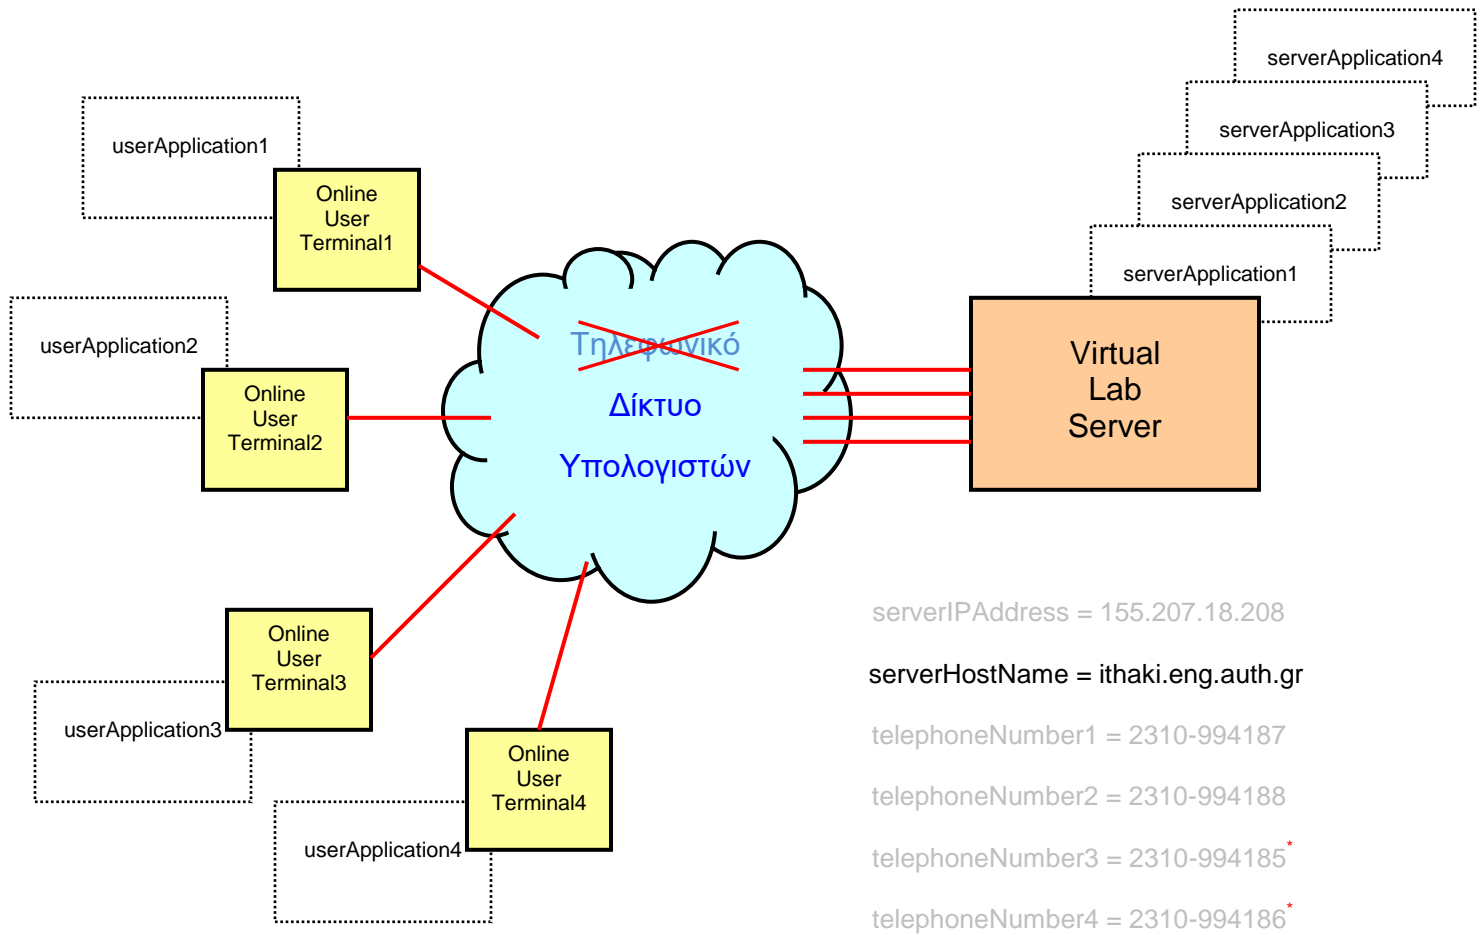 serverApplication4
serverApplication3
serverApplication2
serverApplication1
userApplication1
Online
User
Terminal1
userApplication2
Online
User
Terminal2
Τηλεφωνικό
Δίκτυο
Υπολογιστών
Virtual
Lab
Server
Online
User
Terminal3
userApplication3
Online
User
Terminal4
userApplication4
serverIPAddress = 155.207.18.208
serverHostName = ithaki.eng.auth.gr
telephoneNumber1 = 2310-994187
telephoneNumber2 = 2310-994188
telephoneNumber3 = 2310-994185*
telephoneNumber4 = 2310-994186*